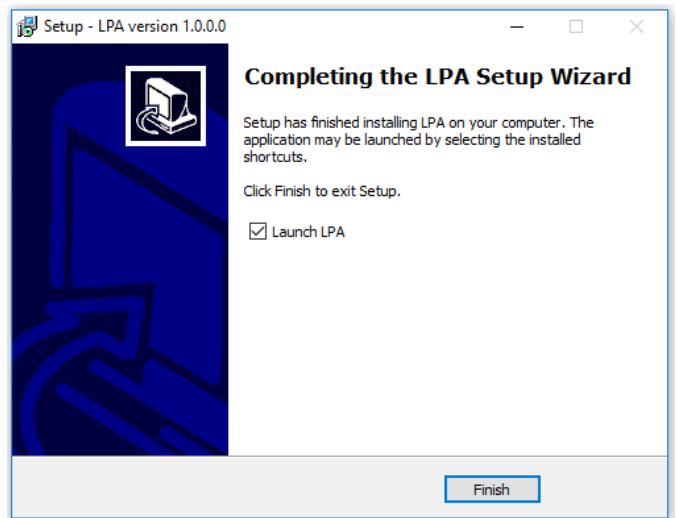 Setup - LPA version 1.0.0.0
Completing the LPA Setup Wizard
Setup has finished installing LPA on your computer. The
application may be launched by selecting the installed
shortcuts.
Click Finish to exit Setup.
Launch LPA
Finish